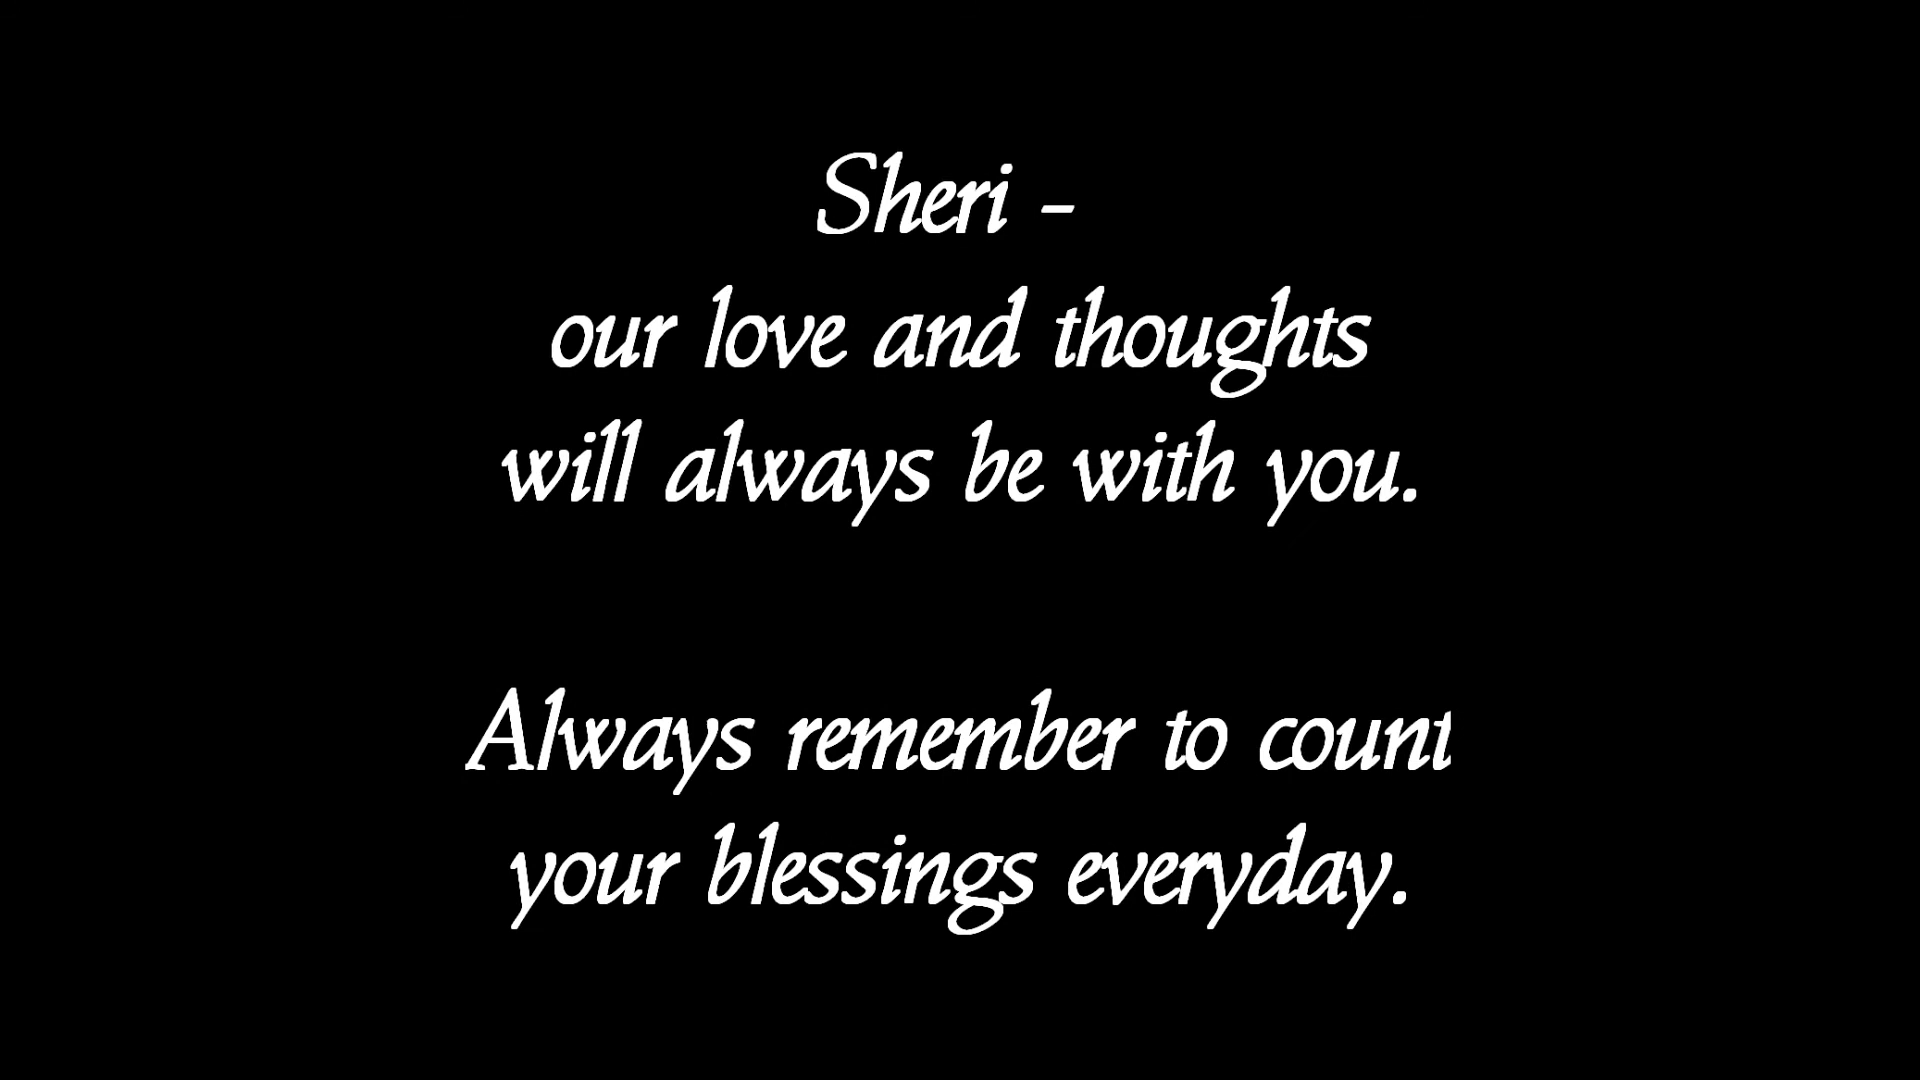 Sheri -
our love and thoughts
will always be with you.
Always remember to count
your blessings everyday.